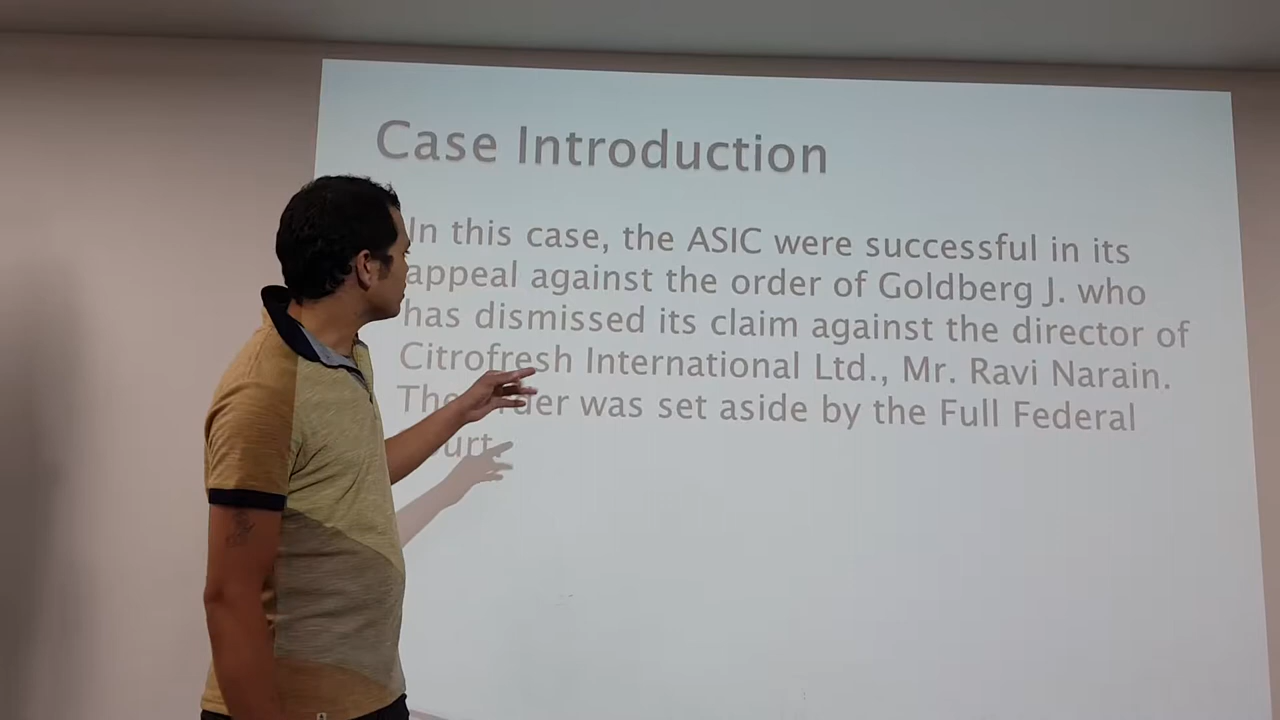 Case Introduction
In this case, the ASIC were successful in its
appeal against the order of Goldberg J. who
has dismissed its claim against the director of
Citrofresh International Ltd., Mr. Ravi Narain.
The order was set aside by the Full Federal